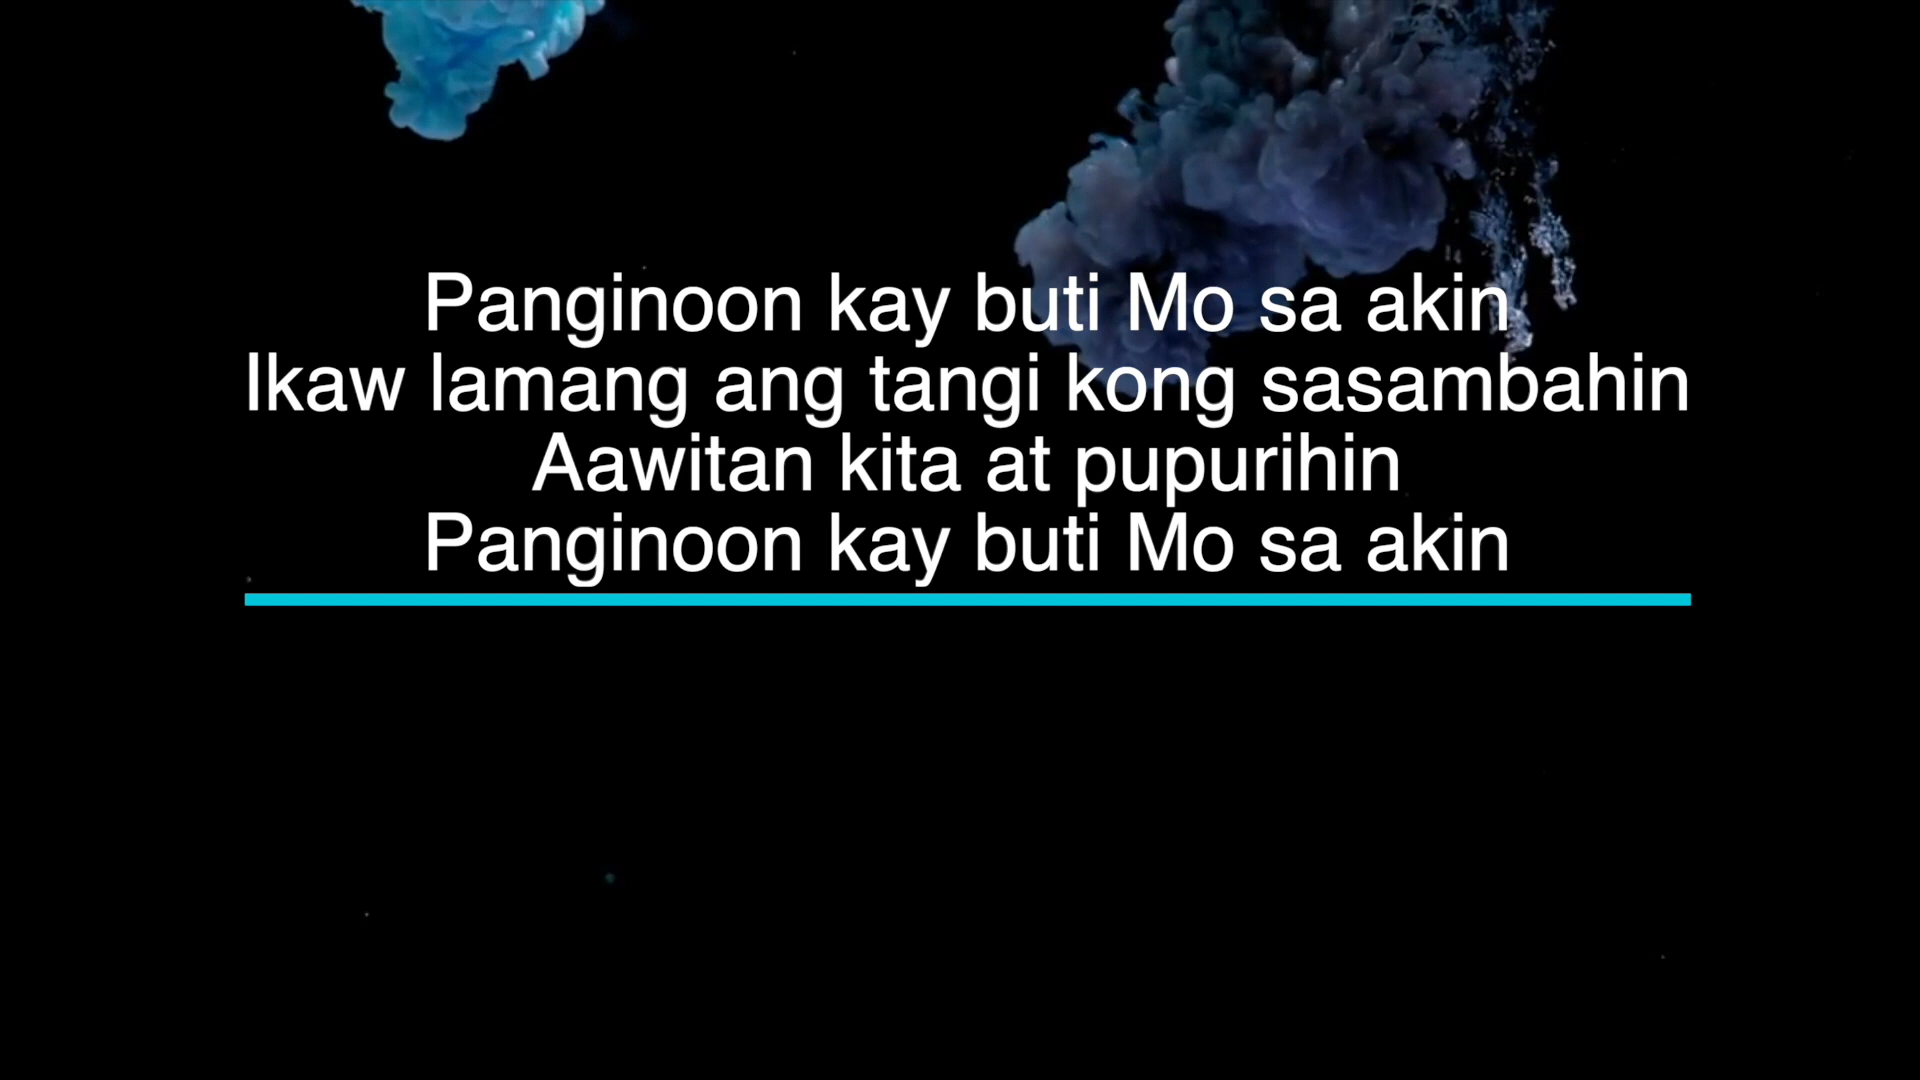 Panginoon kay buti Mo sa akin
Ikaw lamang ang tangi kong sasambahin
Aawitan kita at pupurihin
Panginoon kay buti Mo sa akin